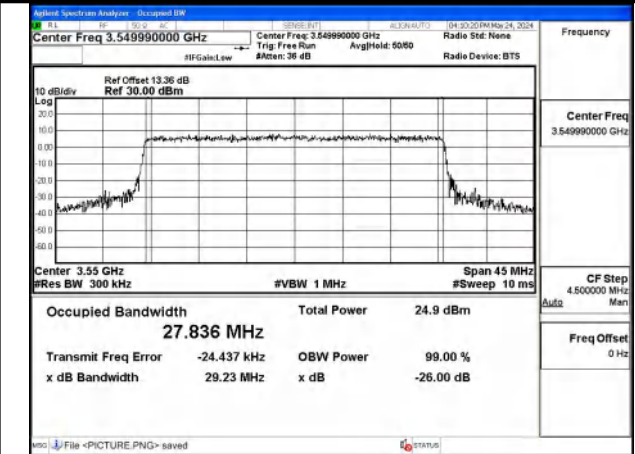 Agilent Spectrum Analyzer - Occupied BW
RL RF 50 Ω AC SENSE:INT ALIGN AUTO 04:10:20 PM May 24, 2024
Center Freq 3.549990000 GHz
Center Freq: 3.549990000 GHz
Radio Std: None
Trig: Free Run Avg|Hold: 50/50
#IFGain:Low #Atten: 36 dB Radio Device: BTS
Frequency
Ref Offset 13.36 dB
10 dB/div Ref 30.00 dBm
Log
20.0
10.0
0.00
-10.0
-20.0
-30.0
-40.0
-50.0
-60.0
Center Freq
3.549990000 GHz
Center 3.55 GHz Span 45 MHz
#Res BW 300 kHz #VBW 1 MHz #Sweep 10 ms
CF Step
4.500000 MHz
Auto Man
Occupied Bandwidth Total Power 24.9 dBm
27.836 MHz
Transmit Freq Error -24.437 kHz OBW Power 99.00 %
x dB Bandwidth 29.23 MHz x dB -26.00 dB
Freq Offset
0 Hz
MSG File <PICTURE.PNG> saved STATUS